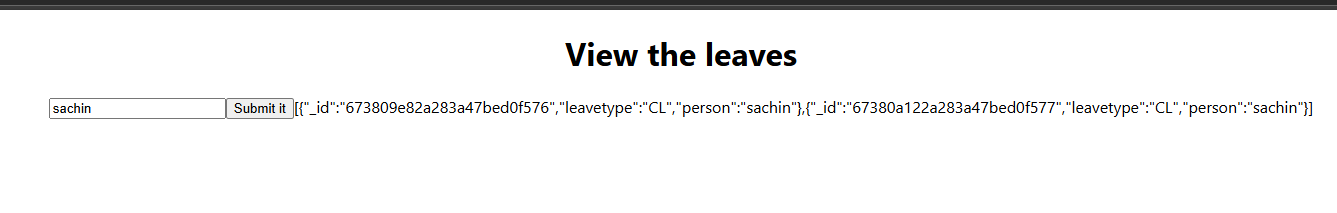 View the leaves
sachin Submit it [{"_id":"673809e82a283a47bed0f576","leavetype":"CL","person":"sachin"},{"_id":"67380a122a283a47bed0f577","leavetype":"CL","person":"sachin"}]